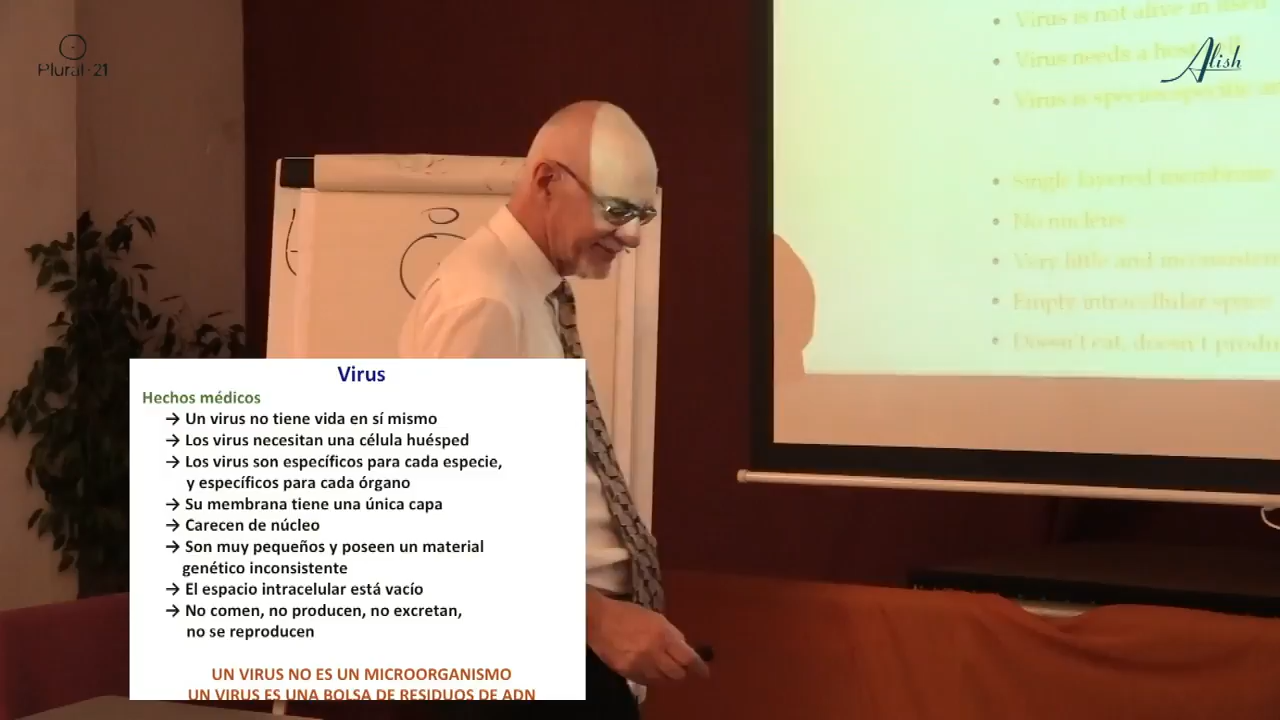 Plural-21
Alish
Virus is not alive in itself
Virus needs a host
Virus is species specific
Single layered membrane
No nucleus
Very little and inconsistent
Empty intracellular space
Doesn't eat, doesn't
Virus
Hechos médicos
→ Un virus no tiene vida en sí mismo
→ Los virus necesitan una célula huésped
→ Los virus son específicos para cada especie,
y específicos para cada órgano
→ Su membrana tiene una única capa
→ Carecen de núcleo
→ Son muy pequeños y poseen un material
genético inconsistente
→ El espacio intracelular está vacío
→ No comen, no producen, no excretan,
no se reproducen
UN VIRUS NO ES UN MICROORGANISMO
UN VIRUS ES UNA BOLSA DE RESIDUOS DE ADN